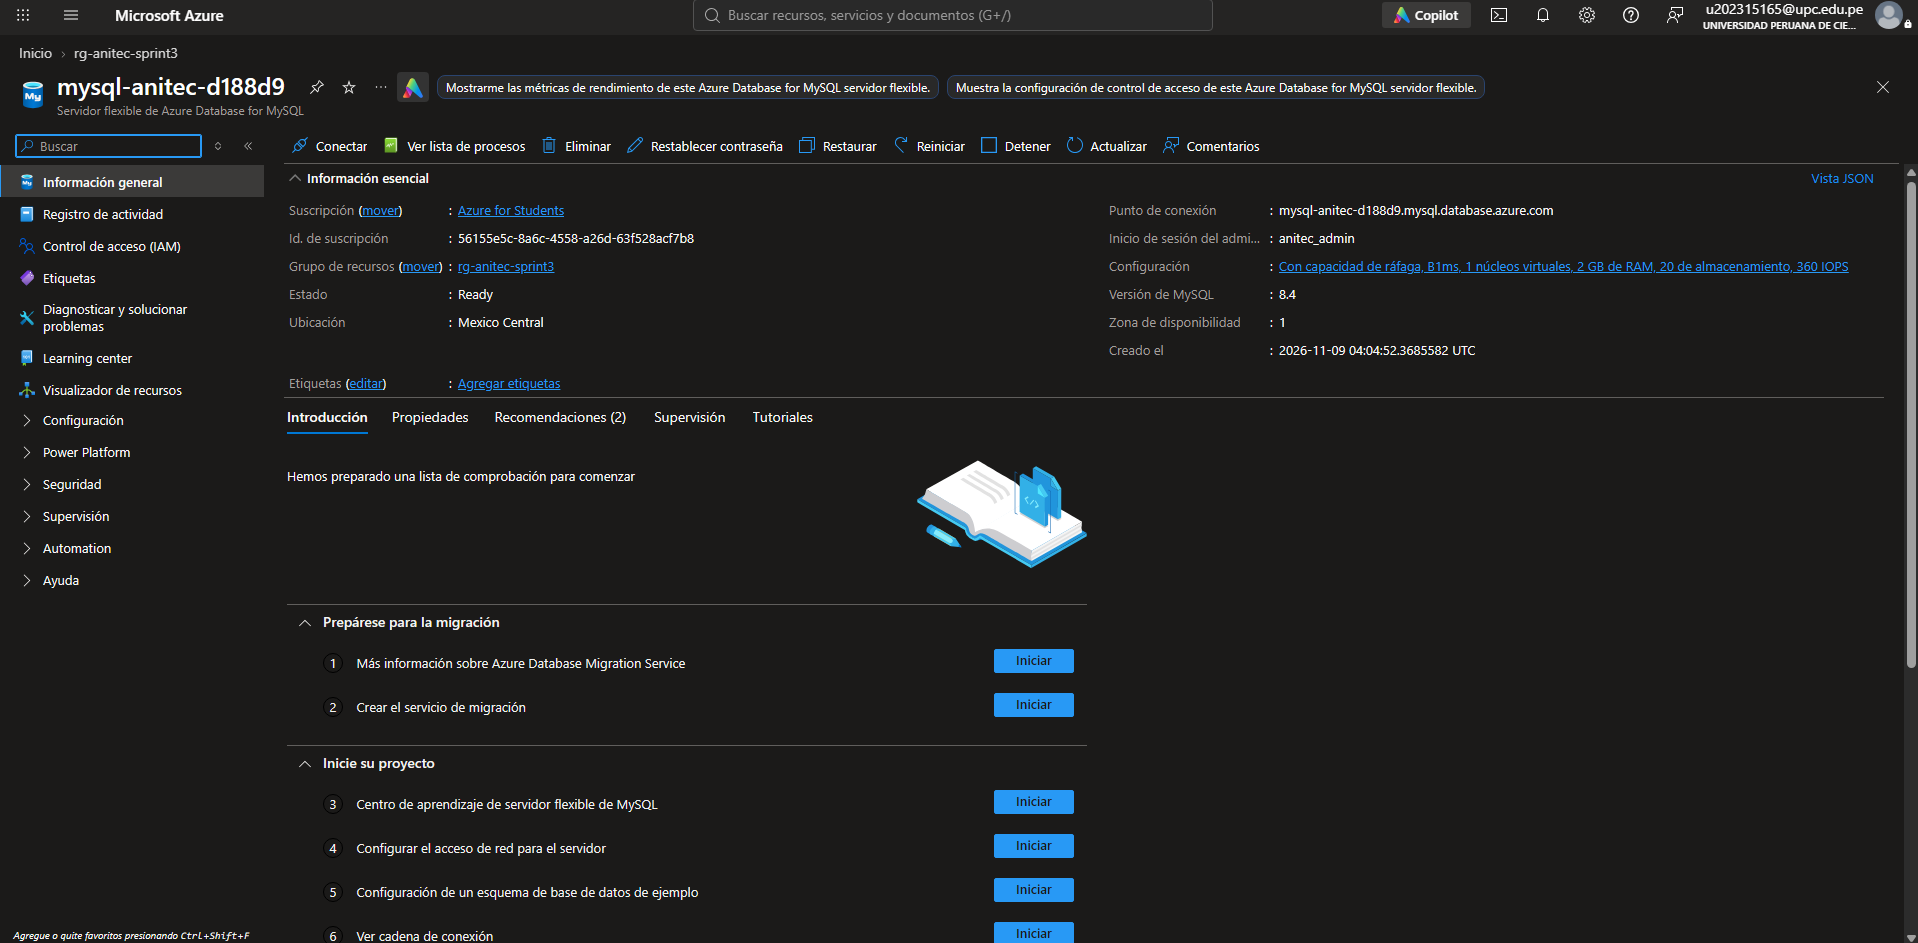 Microsoft Azure
Buscar recursos, servicios y documentos (G+/)
Copilot
u202315165@upc.edu.pe
UNIVERSIDAD PERUANA DE CIE...
Inicio > rg-anitec-sprint3
mysql-anitec-d188d9
Servidor flexible de Azure Database for MySQL
Mostrarme las métricas de rendimiento de este Azure Database for MySQL servidor flexible.
Muestra la configuración de control de acceso de este Azure Database for MySQL servidor flexible.
Buscar
Conectar
Ver lista de procesos
Eliminar
Restablecer contraseña
Restaurar
Reiniciar
Detener
Actualizar
Comentarios
Información general
Registro de actividad
Control de acceso (IAM)
Etiquetas
Diagnosticar y solucionar
problemas
Learning center
Visualizador de recursos
Configuración
Power Platform
Seguridad
Supervisión
Automation
Ayuda
Agregue o quite favoritos presionando Ctrl+Shift+F
Información esencial
Vista JSON
Suscripción (mover) : Azure for Students
Id. de suscripción : 56155e5c-8a6c-4558-a26d-63f528acf7b8
Grupo de recursos (mover) : rg-anitec-sprint3
Estado : Ready
Ubicación : Mexico Central
Punto de conexión : mysql-anitec-d188d9.mysql.database.azure.com
Inicio de sesión del admi... : anitec_admin
Configuración : Con capacidad de ráfaga, B1ms, 1 núcleos virtuales, 2 GB de RAM, 20 de almacenamiento, 360 IOPS
Versión de MySQL : 8.4
Zona de disponibilidad : 1
Creado el : 2026-11-09 04:04:52.3685582 UTC
Etiquetas (editar) : Agregar etiquetas
Introducción
Propiedades
Recomendaciones (2)
Supervisión
Tutoriales
Hemos preparado una lista de comprobación para comenzar
Prepárese para la migración
1 Más información sobre Azure Database Migration Service Iniciar
2 Crear el servicio de migración Iniciar
Inicie su proyecto
3 Centro de aprendizaje de servidor flexible de MySQL Iniciar
4 Configurar el acceso de red para el servidor Iniciar
5 Configuración de un esquema de base de datos de ejemplo Iniciar
6 Ver cadena de conexión Iniciar